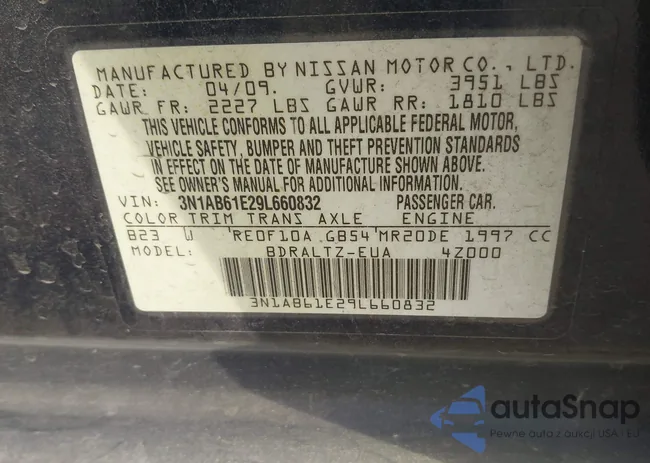 MANUFACTURED BY NISSAN MOTOR CO., LTD.
DATE: 04/09. GVWR: 3951 LBS
GAWR FR: 2227 LBS GAWR RR: 1810 LBS
THIS VEHICLE CONFORMS TO ALL APPLICABLE FEDERAL MOTOR,
VEHICLE SAFETY, BUMPER AND THEFT PREVENTION STANDARDS
IN EFFECT ON THE DATE OF MANUFACTURE SHOWN ABOVE.
SEE OWNER'S MANUAL FOR ADDITIONAL INFORMATION.
VIN: 3N1AB61E29L660832 PASSENGER CAR.
COLOR TRIM TRANS AXLE ENGINE
B23 W 'RE0F10A GB54'MR20DE 1997 CC
MODEL: BDRALTZ-EUA 4Z000
3N1AB61E29L660832
autoSnap
Pewne auta z aukcji USA - EU